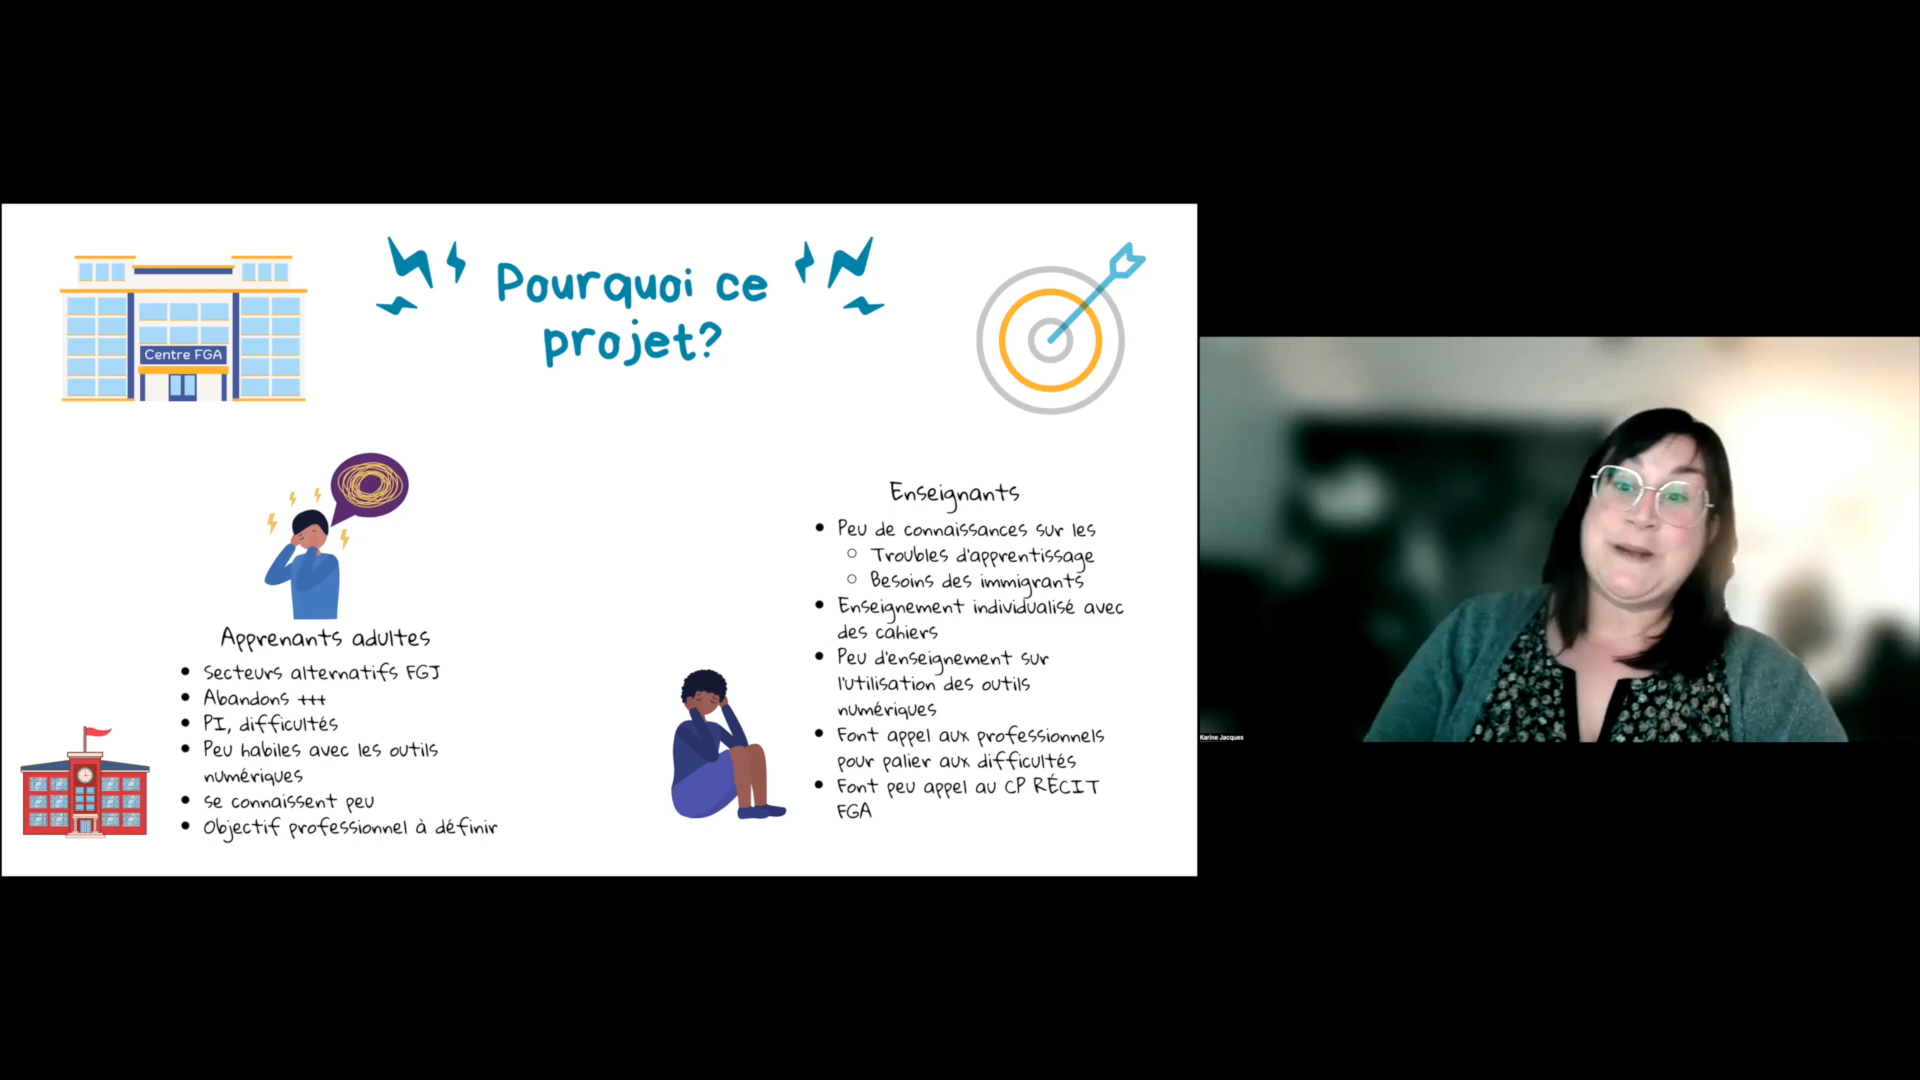 Pourquoi ce
projet?
Centre FGA
Apprenants adultes
• Secteurs alternatifs FGJ
• Abandons +++
• PI, difficultés
• Peu habiles avec les outils
numériques
• Se connaissent peu
• Objectif professionnel à définir
Enseignants
• Peu de connaissances sur les
○ Troubles d'apprentissage
○ Besoins des immigrants
• Enseignement individualisé avec
des cahiers
• Peu d'enseignement sur
l'utilisation des outils
numériques
• Font appel aux professionnels
pour palier aux difficultés
• Font peu appel au CP RÉCIT
FGA
Karine Jacques